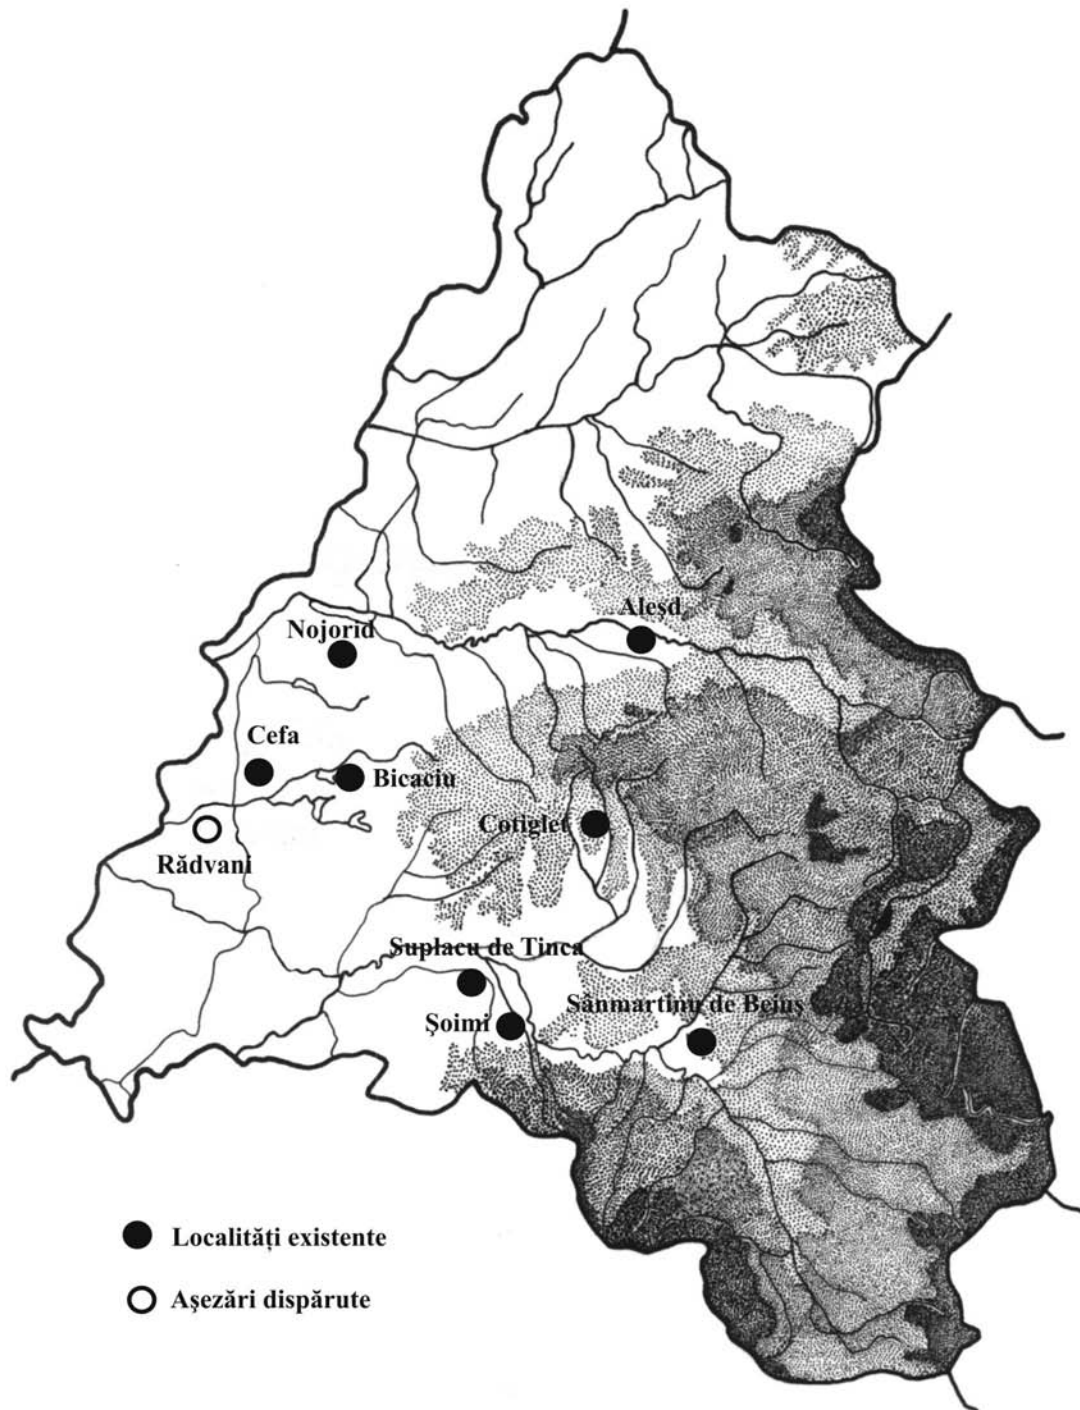 Aleşd
Nojorid
Cefa
Bicaciu
Cotiglet
Rădvani
Suplacu de Tinca
Sânmartinu de Beiuş
Şoimi
Localităţi existente
Aşezări dispărute